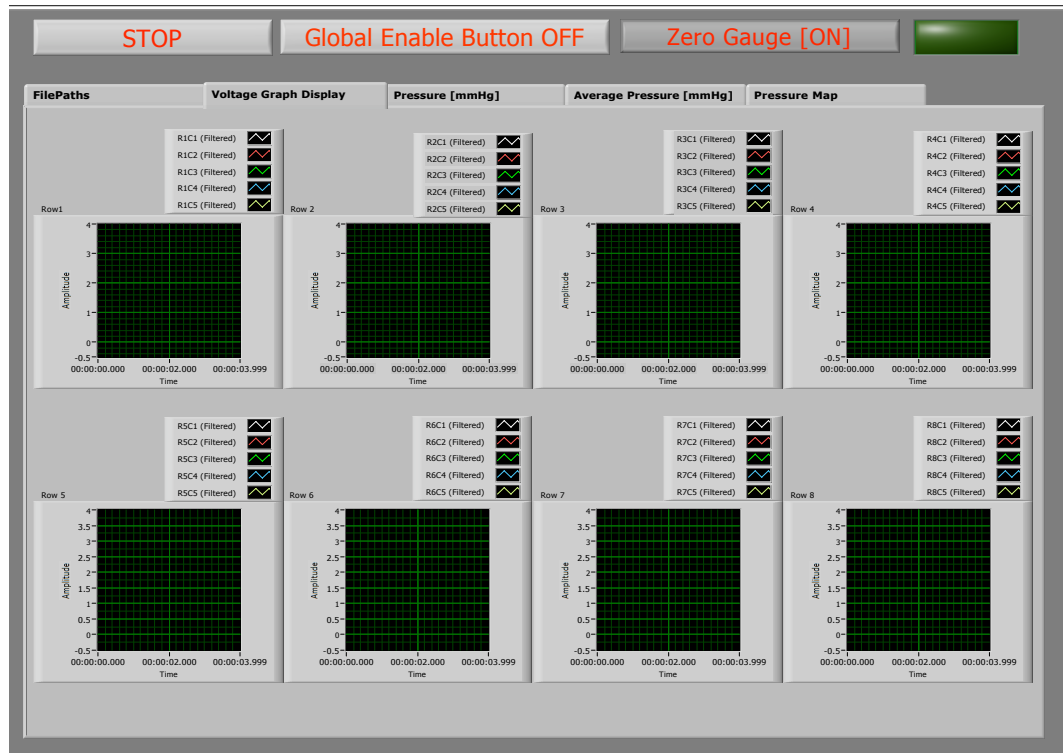 STOP
Global Enable Button OFF
Zero Gauge [ON]
FilePaths
Voltage Graph Display
Pressure [mmHg]
Average Pressure [mmHg]
Pressure Map
Row1
R1C1 (Filtered)
R1C2 (Filtered)
R1C3 (Filtered)
R1C4 (Filtered)
R1C5 (Filtered)
4
3
2
1
0
-0.5
Amplitude
00:00:00.000 00:00:02.000 00:00:03.999
Time
Row 2
R2C1 (Filtered)
R2C2 (Filtered)
R2C3 (Filtered)
R2C4 (Filtered)
R2C5 (Filtered)
4
3
2
1
0
-0.5
Amplitude
00:00:00.000 00:00:02.000 00:00:03.999
Time
Row 3
R3C1 (Filtered)
R3C2 (Filtered)
R3C3 (Filtered)
R3C4 (Filtered)
R3C5 (Filtered)
4
3
2
1
0
-0.5
Amplitude
00:00:00.000 00:00:02.000 00:00:03.999
Time
Row 4
R4C1 (Filtered)
R4C2 (Filtered)
R4C3 (Filtered)
R4C4 (Filtered)
R4C5 (Filtered)
4
3
2
1
0
-0.5
Amplitude
00:00:00.000 00:00:02.000 00:00:03.999
Time
Row 5
R5C1 (Filtered)
R5C2 (Filtered)
R5C3 (Filtered)
R5C4 (Filtered)
R5C5 (Filtered)
4
3.5
3
2.5
2
1.5
1
0.5
0
-0.5
Amplitude
00:00:00.000 00:00:02.000 00:00:03.999
Time
Row 6
R6C1 (Filtered)
R6C2 (Filtered)
R6C3 (Filtered)
R6C4 (Filtered)
R6C5 (Filtered)
4
3.5
3
2.5
2
1.5
1
0.5
0
-0.5
Amplitude
00:00:00.000 00:00:02.000 00:00:03.999
Time
Row 7
R7C1 (Filtered)
R7C2 (Filtered)
R7C3 (Filtered)
R7C4 (Filtered)
R7C5 (Filtered)
4
3.5
3
2.5
2
1.5
1
0.5
0
-0.5
Amplitude
00:00:00.000 00:00:02.000 00:00:03.999
Time
Row 8
R8C1 (Filtered)
R8C2 (Filtered)
R8C3 (Filtered)
R8C4 (Filtered)
R8C5 (Filtered)
4
3.5
3
2.5
2
1.5
1
0.5
0
-0.5
Amplitude
00:00:00.000 00:00:02.000 00:00:03.999
Time